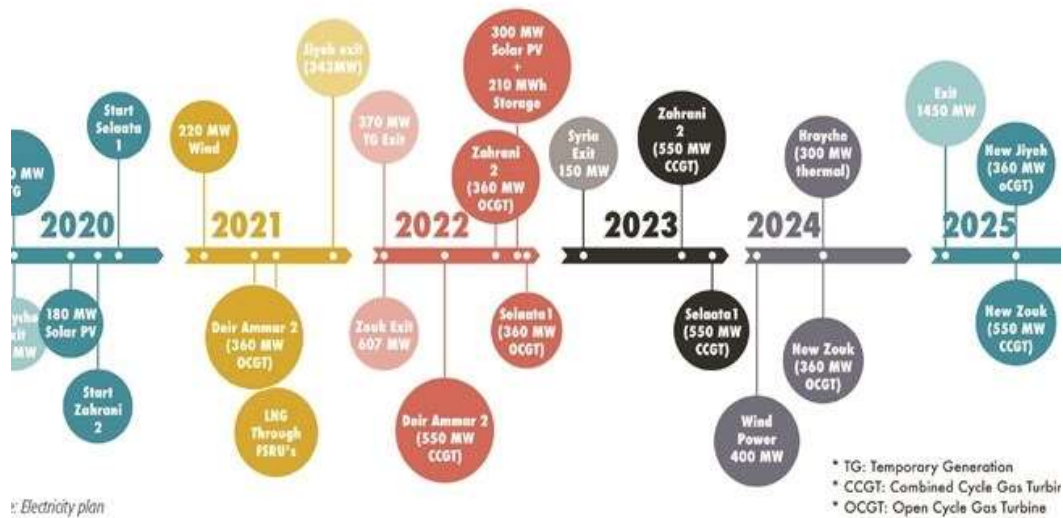 300 MW
Solar PV
+
210 MWh
Storage
Jiyeh exit
(343MW)
Exit
1450 MW
Start
Selaata
1
220 MW
Wind
370 MW
TG Exit
Syria
Exit
150 MW
Zahrani
2
(550 MW
CCGT)
Hrayche
(300 MW
thermal)
New Jiyeh
(360 MW
oCGT)
Zahrani
2
(360 MW
OCGT)
MW
2020
2021
2022
2023
2024
2025
MW
180 MW
Solar PV
Start
Zahrani
2
Deir Ammar 2
(360 MW
OCGT)
LNG
Through
FSRU's
Zouk Exit
607 MW
Deir Ammar 2
(550 MW
CCGT)
Selaata1
(360 MW
OCGT)
Selaata1
(550 MW
CCGT)
Wind
Power
400 MW
New Zouk
(360 MW
OCGT)
New Zouk
(550 MW
CCGT)
* TG: Temporary Generation
* CCGT: Combined Cycle Gas Turbin
* OCGT: Open Cycle Gas Turbine
e: Electricity plan